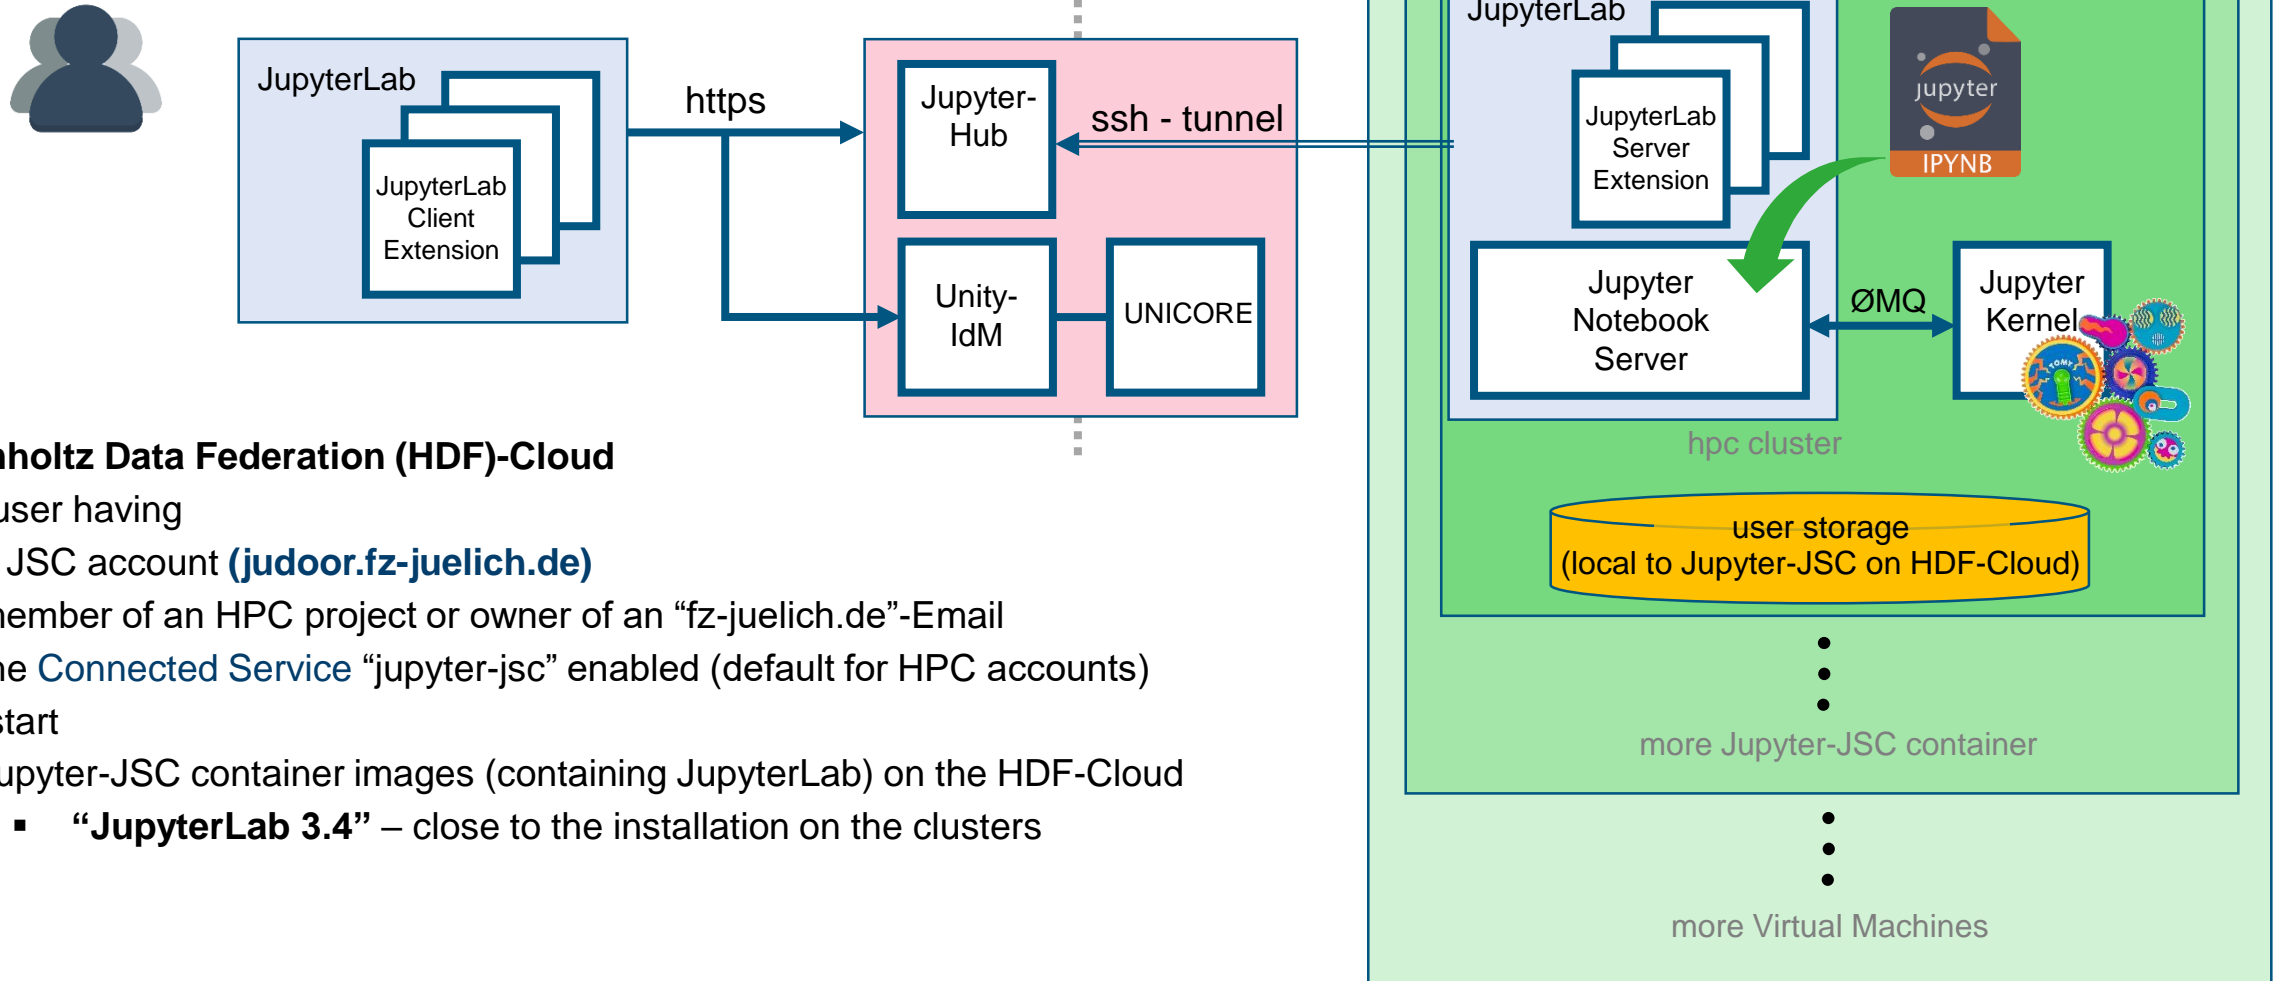 JupyterLab
JupyterLab
Client
Extension
https
Jupyter-
Hub
ssh - tunnel
Unity-
IdM
UNICORE
JupyterLab
JupyterLab
Server
Extension
jupyter
IPYNB
Jupyter
Notebook
Server
ØMQ
Jupyter
Kernel
TOMY
hpc cluster
user storage
(local to Jupyter-JSC on HDF-Cloud)
more Jupyter-JSC container
more Virtual Machines
nholtz Data Federation (HDF)-Cloud
user having
JSC account (judoor.fz-juelich.de)
member of an HPC project or owner of an “fz-juelich.de”-Email
he Connected Service “jupyter-jsc” enabled (default for HPC accounts)
start
upyter-JSC container images (containing JupyterLab) on the HDF-Cloud
▪ “JupyterLab 3.4” – close to the installation on the clusters